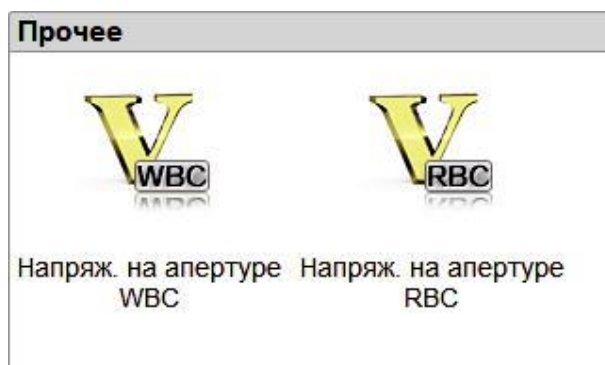 Прочее
V WBC
V RBC
Напряж. на апертуре
WBC
Напряж. на апертуре
RBC